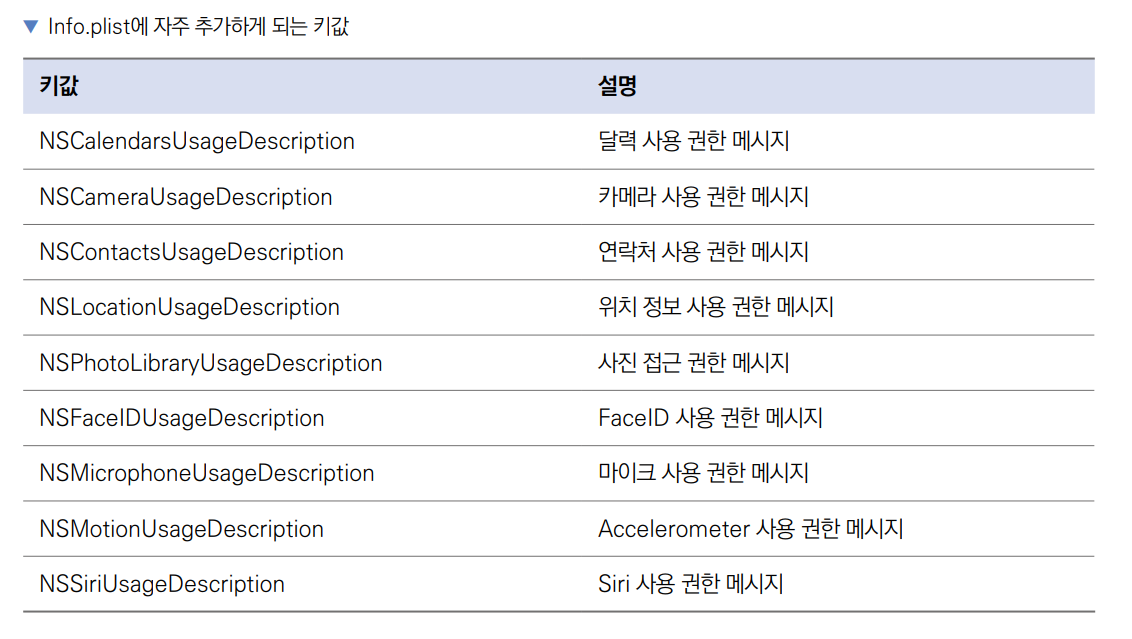 ▼ Info.plist에 자주 추가하게 되는 키값
키값 설명
NSCalendarsUsageDescription 달력 사용 권한 메시지
NSCameraUsageDescription 카메라 사용 권한 메시지
NSContactsUsageDescription 연락처 사용 권한 메시지
NSLocationUsageDescription 위치 정보 사용 권한 메시지
NSPhotoLibraryUsageDescription 사진 접근 권한 메시지
NSFaceIDUsageDescription FaceID 사용 권한 메시지
NSMicrophoneUsageDescription 마이크 사용 권한 메시지
NSMotionUsageDescription Accelerometer 사용 권한 메시지
NSSiriUsageDescription Siri 사용 권한 메시지